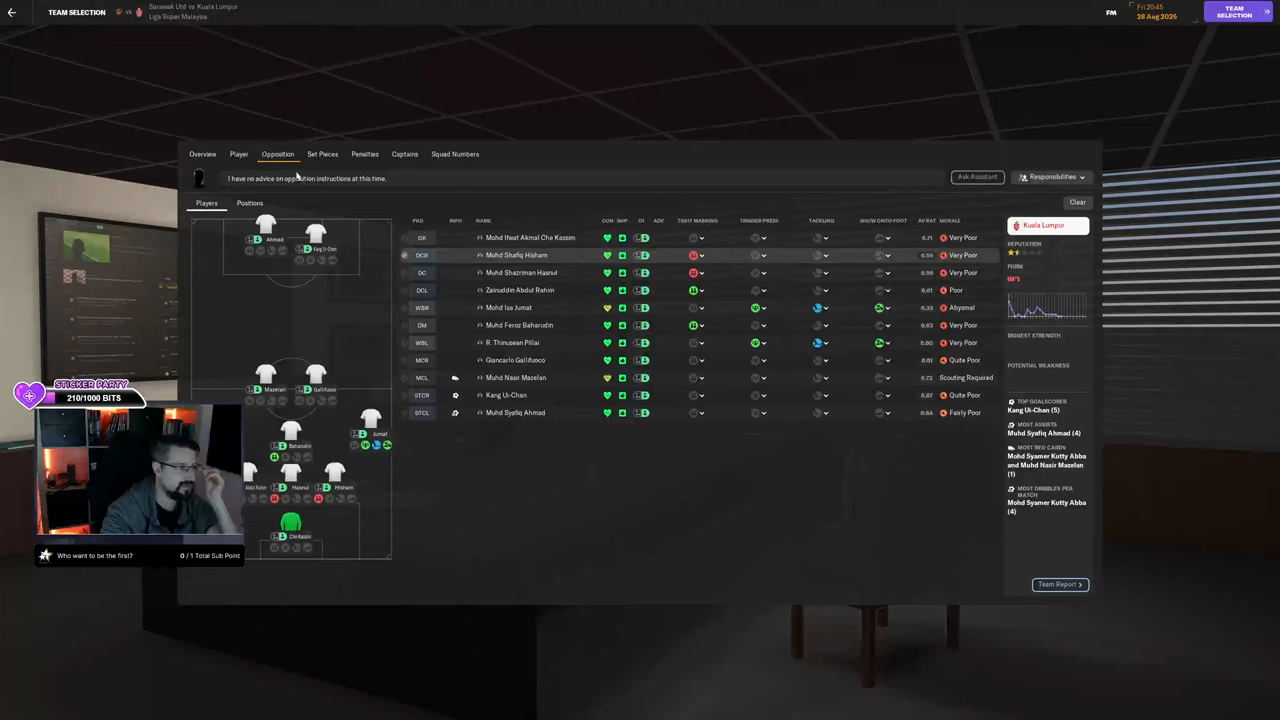 TEAM SELECTION
Sarawak Utd vs Kuala Lumpur
Liga Super Malaysia
FM
Fri 20:45
28 Aug 2026
TEAM SELECTION
Overview
Player
Opposition
Set Pieces
Penalties
Captains
Squad Numbers
I have no advice on opposition instructions at this time.
Ask Assistant
Responsibilities
Players
Positions
Clear
PKD INFO NAME CON SHP OI ADV. TIGHT MARKING TRIGGER PRESS TACKLING SHOW ONTO FOOT AV RAT MORALE
GK Mohd Ifwat Akmal Che Kassim 6.71 Very Poor
DCR Mohd Shafiq Hisham 6.59 Very Poor
DC Muhd Shazriman Hasnul 6.56 Very Poor
DCL Zainuddin Abdul Rahim 6.61 Poor
WBR Mohd Isa Jumat 6.33 Abysmal
DM Muhd Feroz Baharudin 6.63 Very Poor
WBL R. Thinusean Pillai 6.60 Very Poor
MCR Giancarlo Gallifuoco 6.61 Quite Poor
MCL Muhd Nasir Mazelan 6.72 Scouting Required
STCR Kang Ui-Chan 6.87 Quite Poor
STCL Muhd Syafiq Ahmad 6.84 Fairly Poor
Ahmad
Kang Ui-Chan
Mazelan
Gallifuoco
Jumat
Baharudin
Hasnul
Hisham
Che Kassim
Kuala Lumpur
REPUTATION
FORM
BIGGEST STRENGTH
POTENTIAL WEAKNESS
TOP GOALSCORER
Kang Ui-Chan (5)
MOST ASSISTS
Muhd Syafiq Ahmad (4)
MOST RED CARDS
Mohd Syamer Kutty Abba
and Muhd Nasir Mazelan
(1)
MOST DRIBBLES PER
MATCH
Mohd Syamer Kutty Abba
(4)
Team Report
STICKER PARTY
210/1000 BITS
Who want to be the first?
0 / 1 Total Sub Point